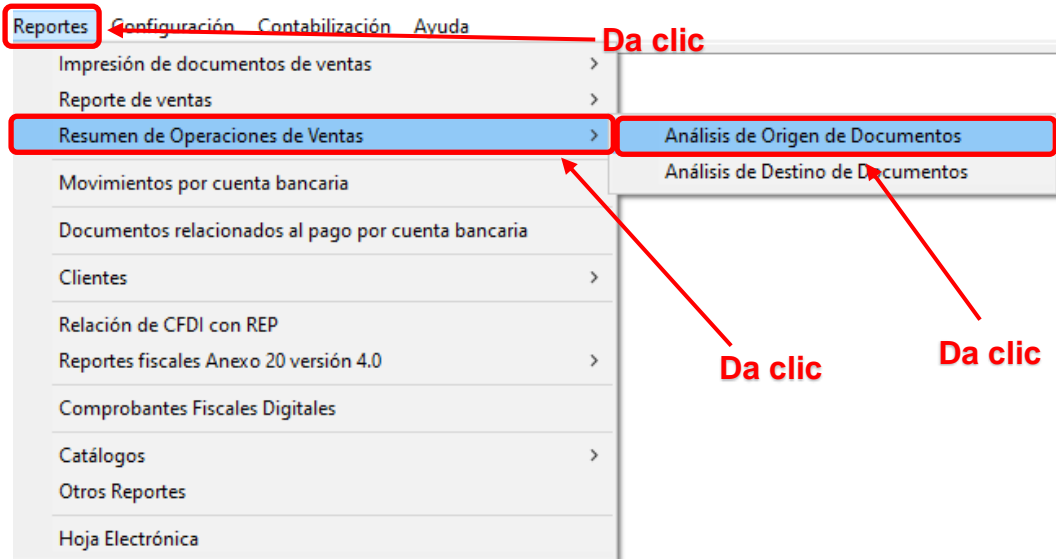 Reportes Configuración Contabilización Ayuda
Da clic
Impresión de documentos de ventas
Reporte de ventas
Resumen de Operaciones de Ventas
Análisis de Origen de Documentos
Movimientos por cuenta bancaria
Análisis de Destino de Documentos
Documentos relacionados al pago por cuenta bancaria
Clientes
Relación de CFDI con REP
Reportes fiscales Anexo 20 versión 4.0
Da clic
Da clic
Comprobantes Fiscales Digitales
Catálogos
Otros Reportes
Hoja Electrónica